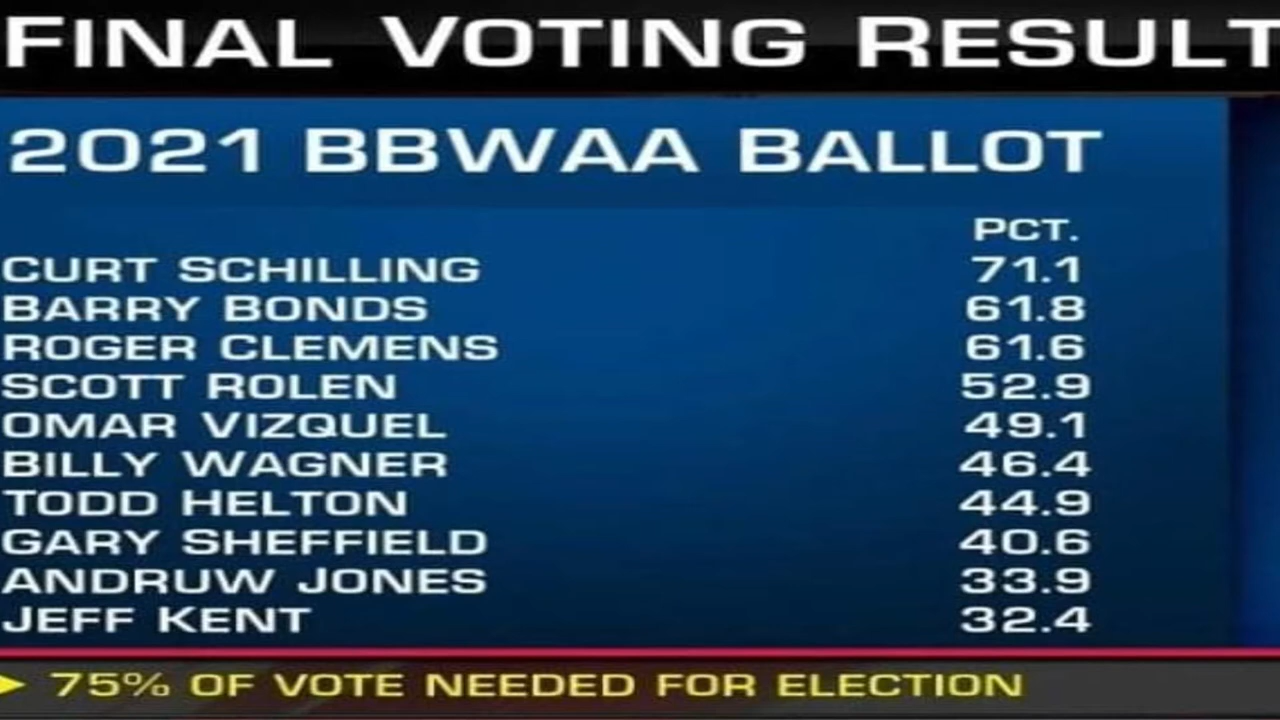 FINAL VOTING RESULT
2021 BBWAA BALLOT
PCT.
CURT SCHILLING 71.1
BARRY BONDS 61.8
ROGER CLEMENS 61.6
SCOTT ROLEN 52.9
OMAR VIZQUEL 49.1
BILLY WAGNER 46.4
TODD HELTON 44.9
GARY SHEFFIELD 40.6
ANDRUW JONES 33.9
JEFF KENT 32.4
75% OF VOTE NEEDED FOR ELECTION